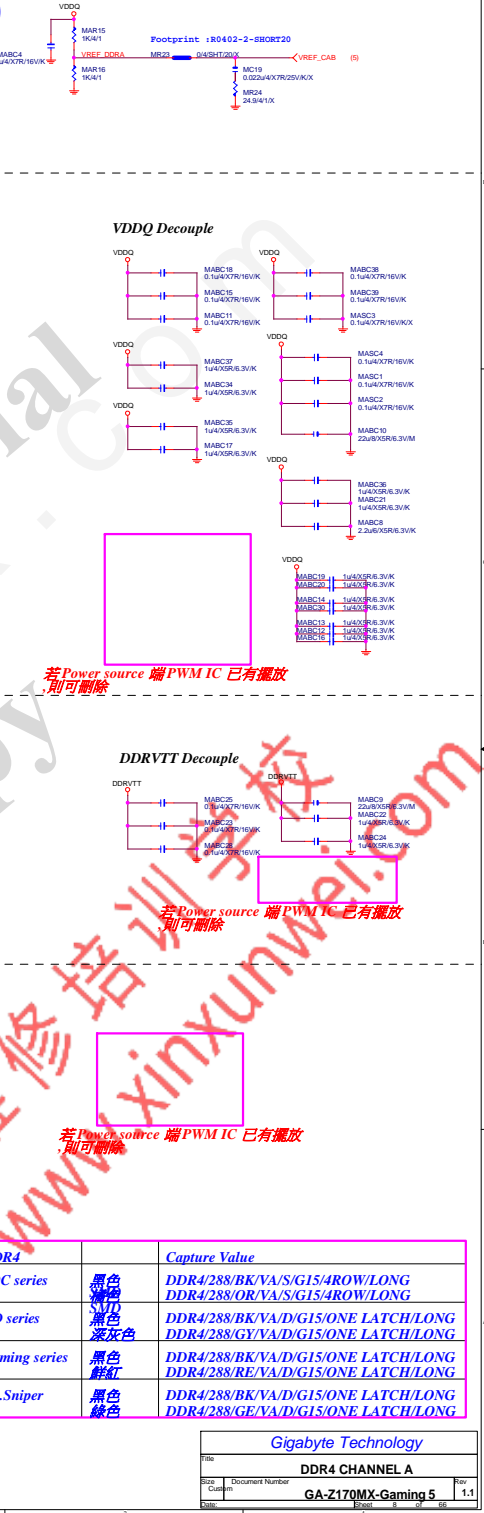 VDDQ
MAR15
1K/4/1
MABC4
u/4/X7R/16V/K
Footprint :R0402-2-SHORT20
VREF_DDRA
MR23
0/4/SHT/20/X
VREF_CAB (5)
MAR16
1K/4/1
MC19
0.022u/4/X7R/25V/K/X
MR24
24.9/4/1/X
VDDQ Decouple
VDDQ
MABC18
0.1u/4/X7R/16V/K
MABC15
0.1u/4/X7R/16V/K
MABC11
0.1u/4/X7R/16V/K
VDDQ
MABC38
0.1u/4/X7R/16V/K
MABC39
0.1u/4/X7R/16V/K
MASC3
0.1u/4/X7R/16V/K/X
VDDQ
MABC37
1u/4/X5R/6.3V/K
MABC34
1u/4/X5R/6.3V/K
VDDQ
MASC4
0.1u/4/X7R/16V/K
MASC1
0.1u/4/X7R/16V/K
MASC2
0.1u/4/X7R/16V/K
MABC10
22u/8/X5R/6.3V/M
VDDQ
MABC35
1u/4/X5R/6.3V/K
MABC17
1u/4/X5R/6.3V/K
VDDQ
MABC36
1u/4/X5R/6.3V/K
MABC21
1u/4/X5R/6.3V/K
MABC8
2.2u/6/X5R/6.3V/K
VDDQ
MABC19 1u/4/X5R/6.3V/K
MABC20 1u/4/X5R/6.3V/K
MABC14 1u/4/X5R/6.3V/K
MABC30 1u/4/X5R/6.3V/K
MABC13 1u/4/X5R/6.3V/K
MABC12 1u/4/X5R/6.3V/K
MABC16 1u/4/X5R/6.3V/K
若Power source 端PWM IC 已有擺放
,則可刪除
DDRVTT Decouple
DDRVTT
MABC25
0.1u/4/X7R/16V/K
MABC23
0.1u/4/X7R/16V/K
MABC28
0.1u/4/X7R/16V/K
DDRVTT
MABC9
22u/8/X5R/6.3V/M
MABC22
1u/4/X5R/6.3V/K
MABC24
1u/4/X5R/6.3V/K
若Power source 端PWM IC 已有擺放
,則可刪除
若Power source 端PWM IC 已有擺放
,則可刪除
修培训学校
www.xinxunwei.com
DR4 Capture Value
C series 黑色 DDR4/288/BK/VA/S/G15/4ROW/LONG
橘色 DDR4/288/OR/VA/S/G15/4ROW/LONG
SMD
series 黑色 DDR4/288/BK/VA/D/G15/ONE LATCH/LONG
深灰色 DDR4/288/GY/VA/D/G15/ONE LATCH/LONG
ming series 黑色 DDR4/288/BK/VA/D/G15/ONE LATCH/LONG
鮮紅 DDR4/288/RE/VA/D/G15/ONE LATCH/LONG
.Sniper 黑色 DDR4/288/BK/VA/D/G15/ONE LATCH/LONG
綠色 DDR4/288/GE/VA/D/G15/ONE LATCH/LONG
Gigabyte Technology
Title
DDR4 CHANNEL A
Size Document Number Rev
Custom GA-Z170MX-Gaming 5 1.1
Date: Sheet 8 of 66